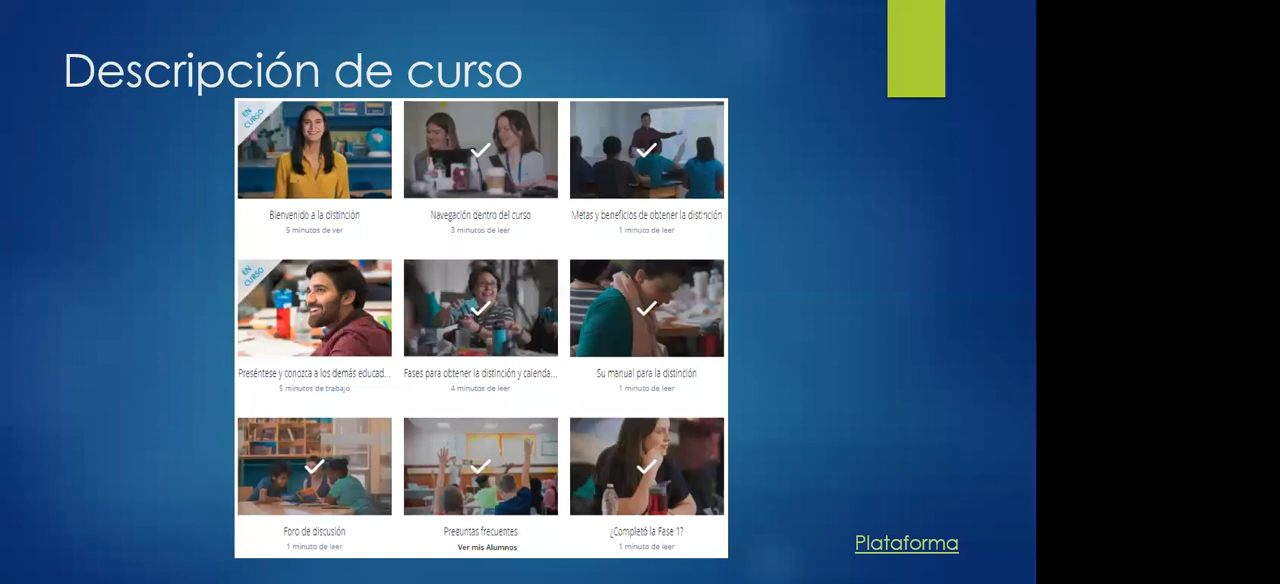 Descripción de curso
EN
CURSO
Bienvenido a la distinción
5 minutos de ver
Navegación dentro del curso
3 minutos de leer
Metas y beneficios de obtener la distinción
1 minuto de leer
EN
CURSO
Preséntese y conozca a los demás educad...
5 minutos de trabajo
Fases para obtener la distinción y calenda...
4 minutos de leer
Su manual para la distinción
1 minuto de leer
Foro de discusión
1 minuto de leer
Preguntas frecuentes
Ver mis Alumnos
¿Completó la Fase 1?
1 minuto de leer
Plataforma